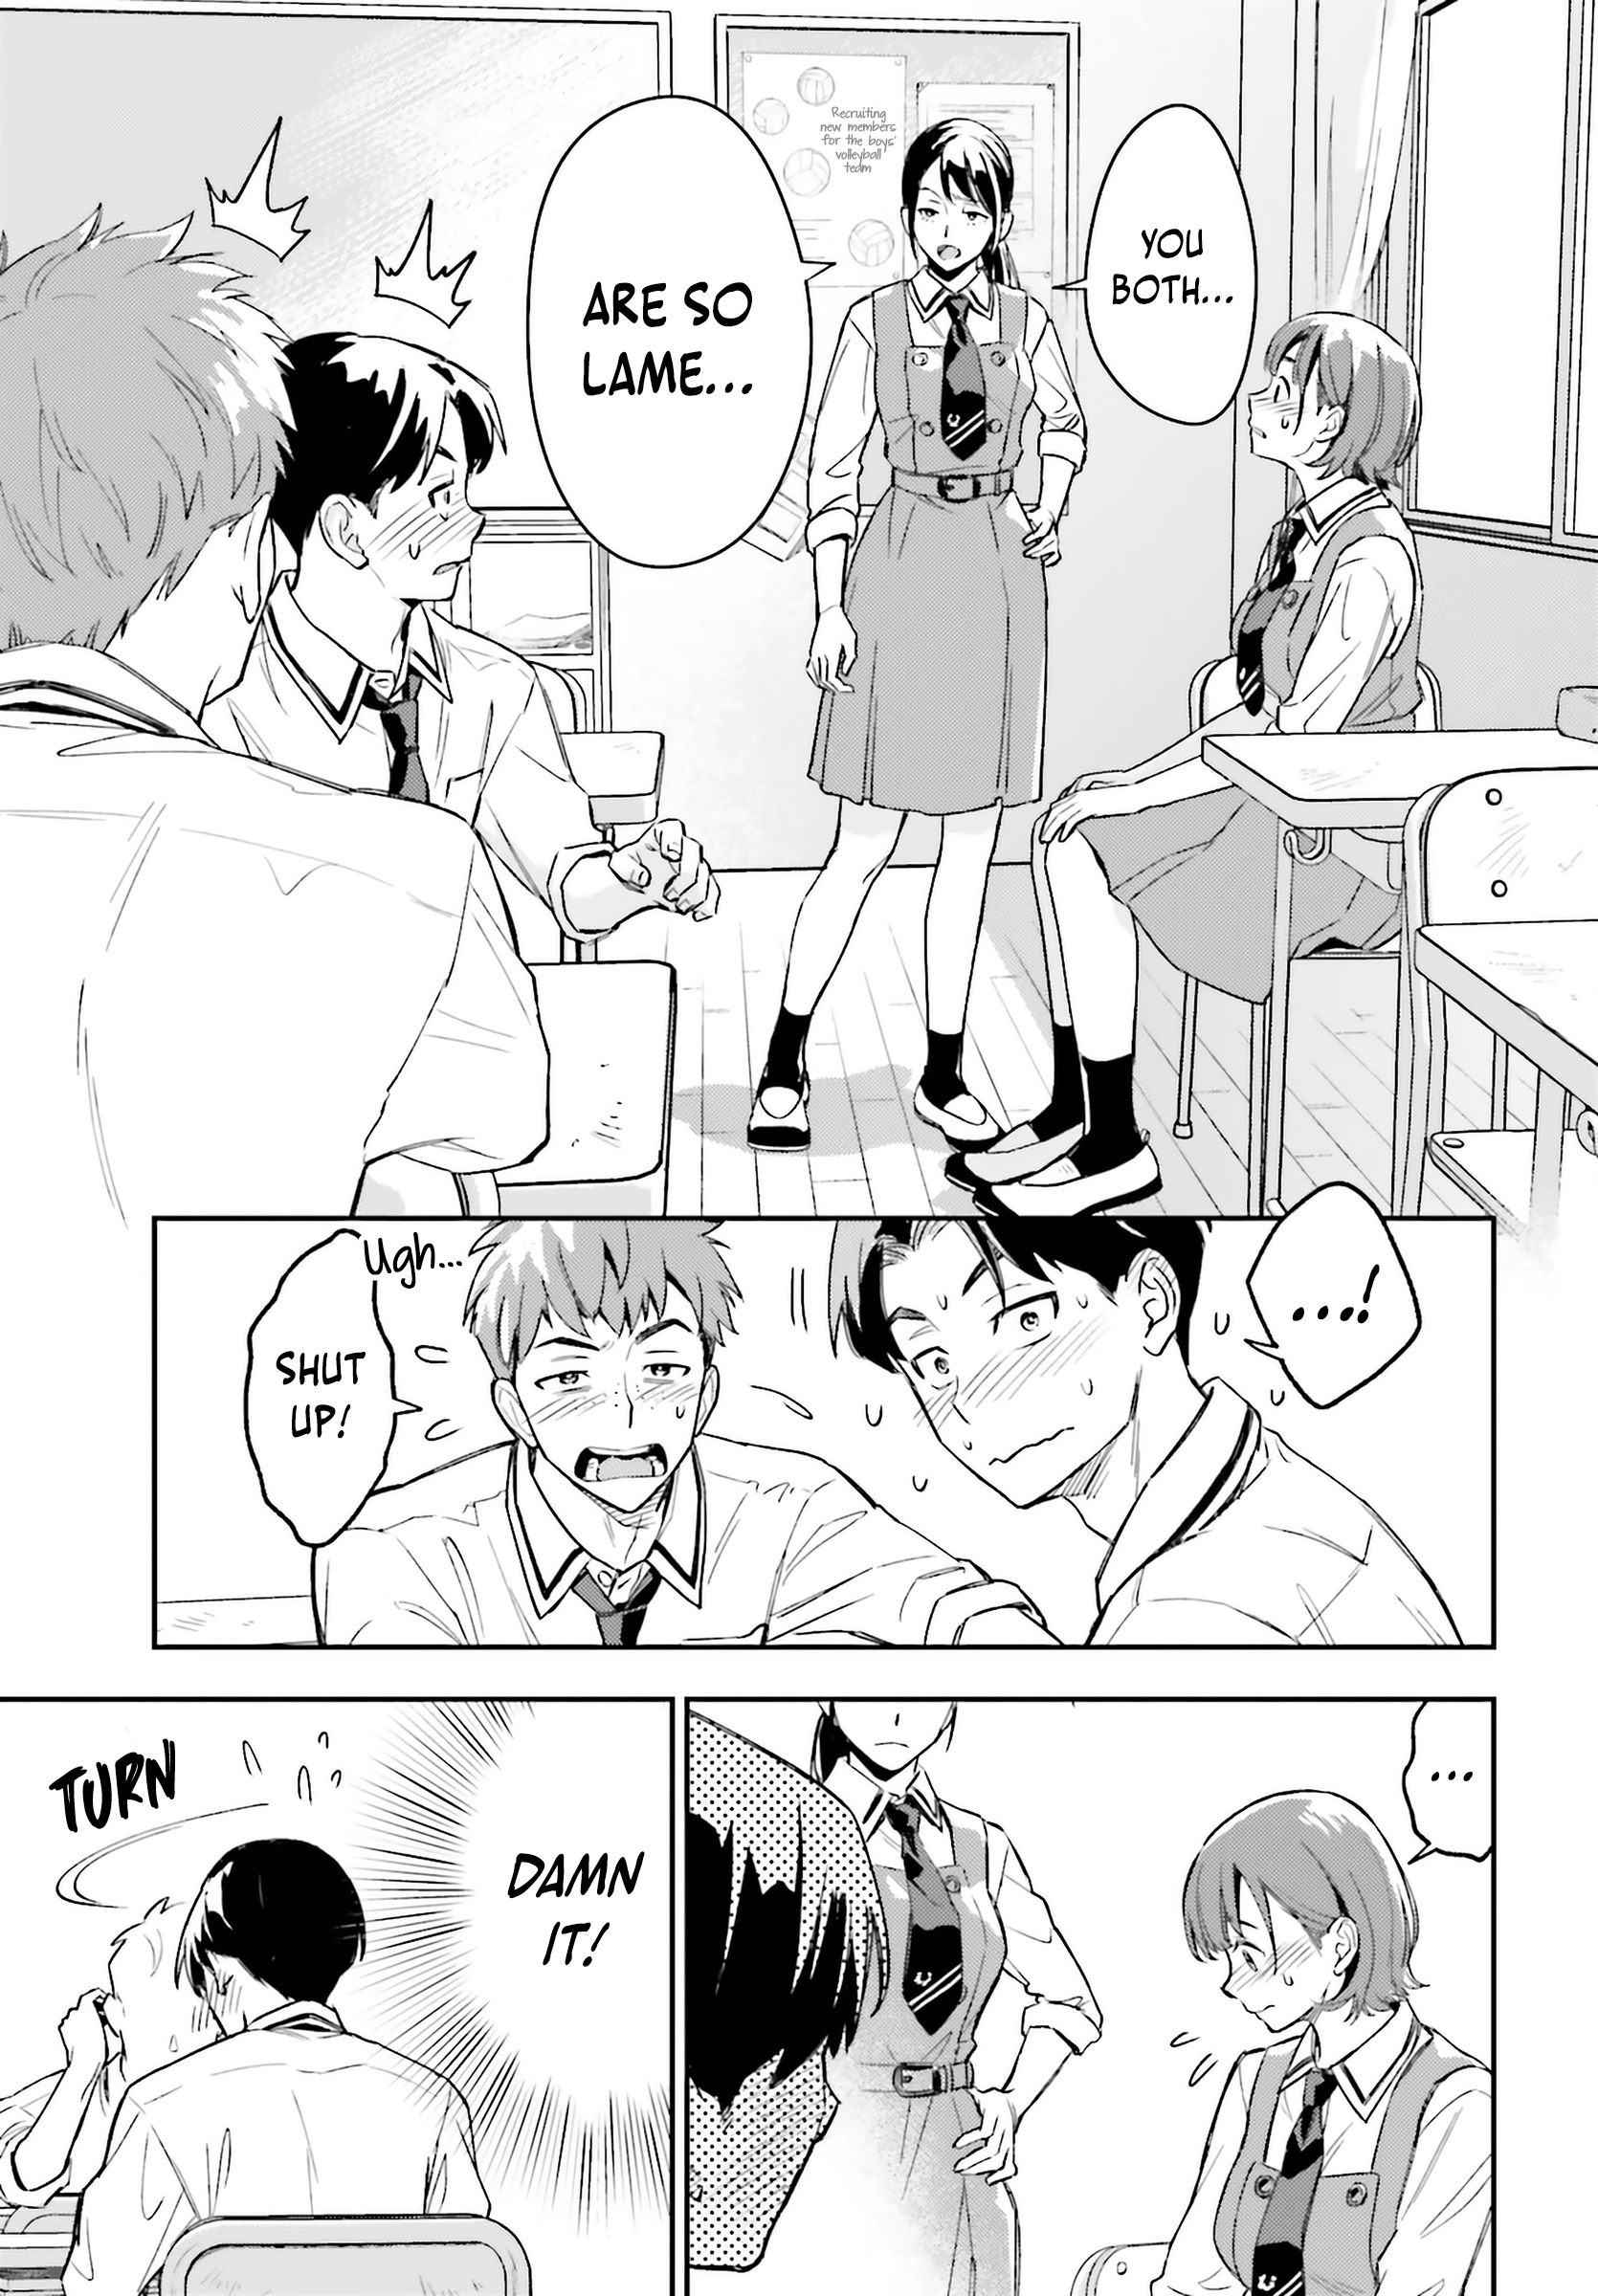 YOU
BOTH...
ARE SO
LAME...
Recruiting
new members
for the boys'
volleyball
team
...!
Ugh...
SHUT
UP!
...
DAMN
IT!
TURN